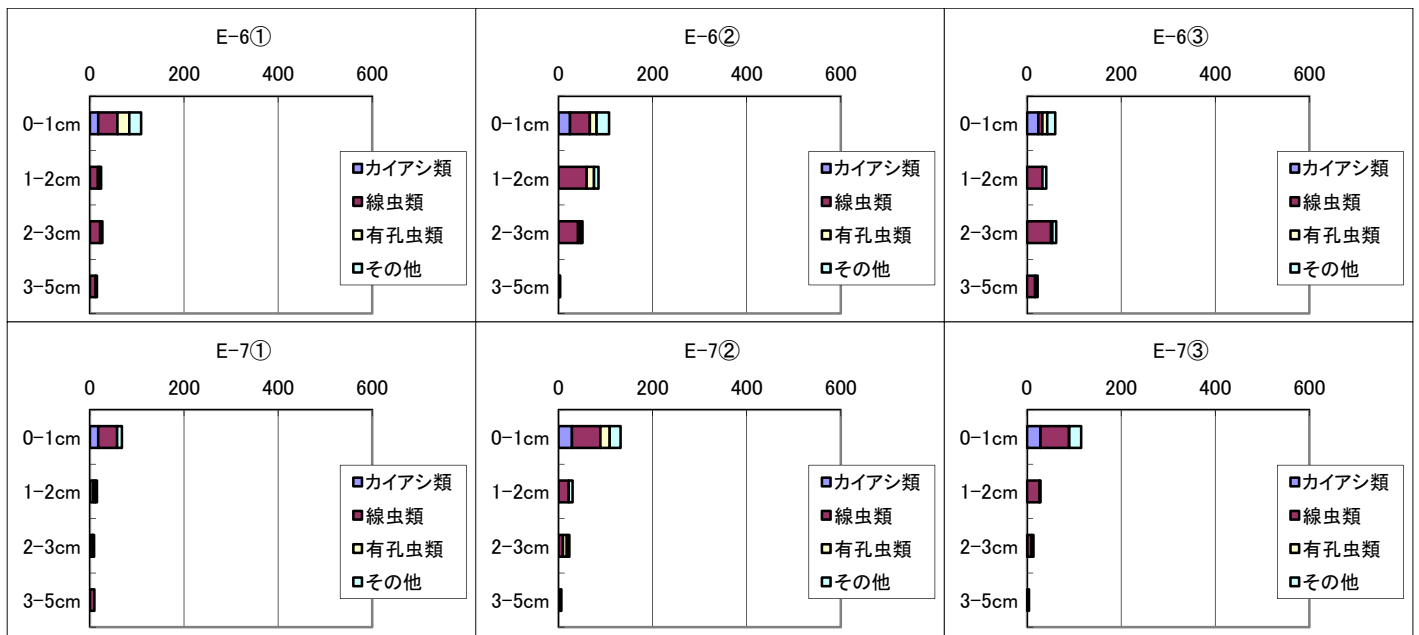 E-6①
0 200 400 600
0-1cm
1-2cm
2-3cm
3-5cm
カイアシ類
線虫類
有孔虫類
その他
E-6②
0 200 400 600
0-1cm
1-2cm
2-3cm
3-5cm
カイアシ類
線虫類
有孔虫類
その他
E-6③
0 200 400 600
0-1cm
1-2cm
2-3cm
3-5cm
カイアシ類
線虫類
有孔虫類
その他
E-7①
0 200 400 600
0-1cm
1-2cm
2-3cm
3-5cm
カイアシ類
線虫類
有孔虫類
その他
E-7②
0 200 400 600
0-1cm
1-2cm
2-3cm
3-5cm
カイアシ類
線虫類
有孔虫類
その他
E-7③
0 200 400 600
0-1cm
1-2cm
2-3cm
3-5cm
カイアシ類
線虫類
有孔虫類
その他